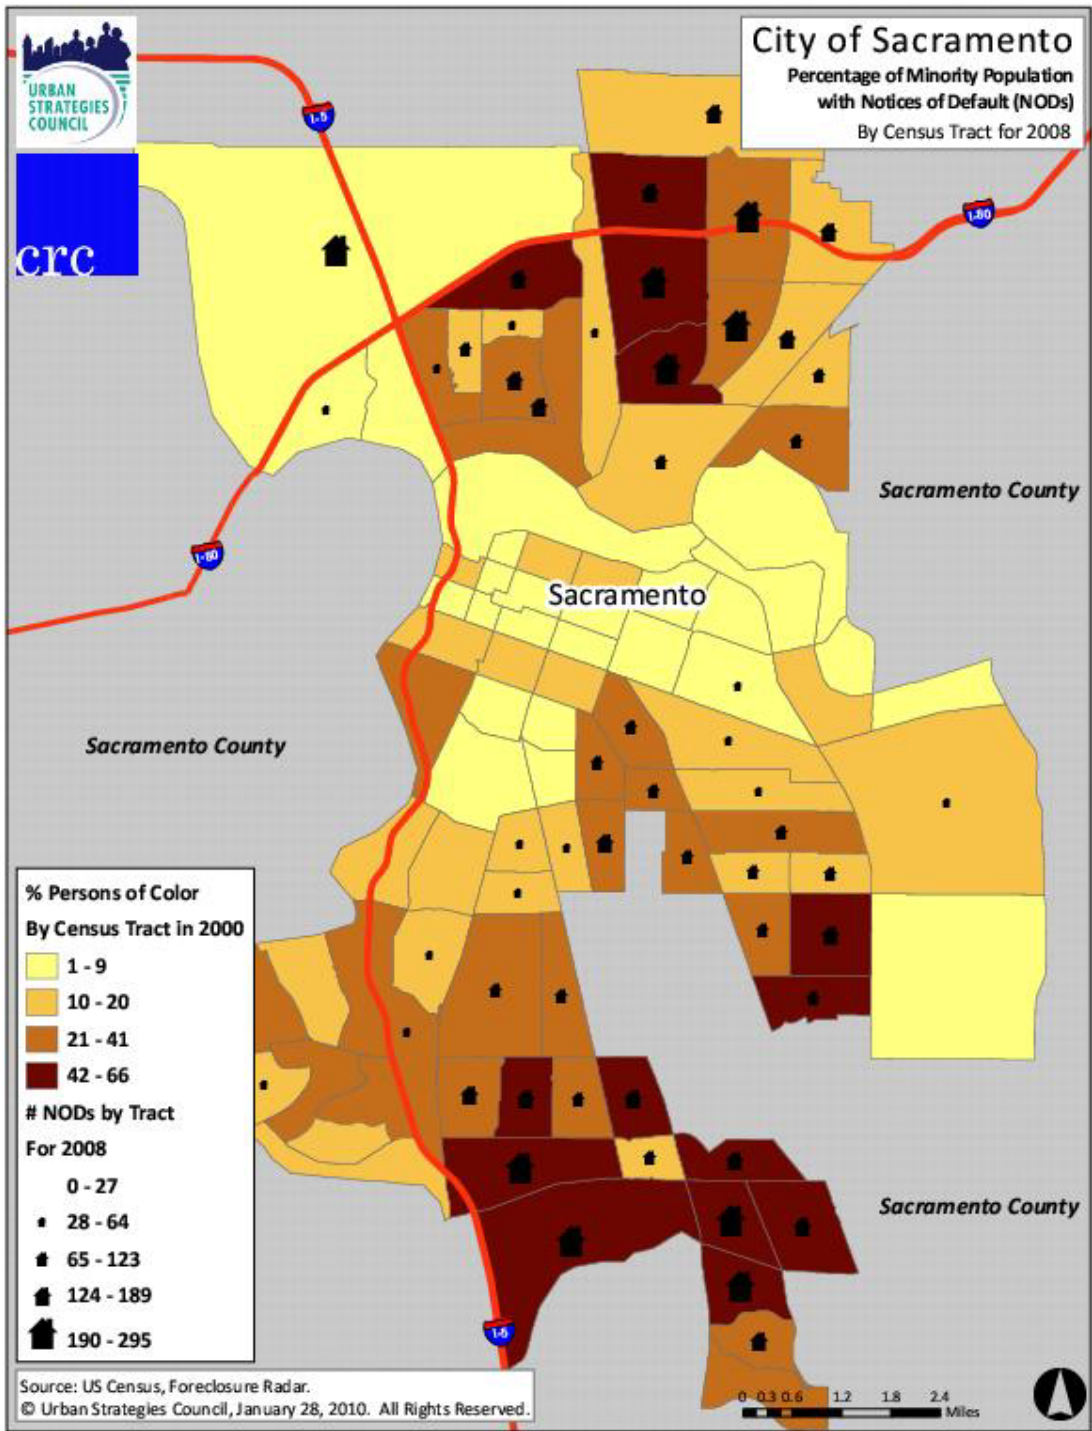 City of Sacramento
Percentage of Minority Population
with Notices of Default (NODs)
By Census Tract for 2008
URBAN
STRATEGIES
COUNCIL
crc
I-5
I-80
I-80
Sacramento County
Sacramento
Sacramento County
% Persons of Color
By Census Tract in 2000
1 - 9
10 - 20
21 - 41
42 - 66
# NODs by Tract
For 2008
0 - 27
28 - 64
65 - 123
124 - 189
190 - 295
Sacramento County
I-5
Source: US Census, Foreclosure Radar.
© Urban Strategies Council, January 28, 2010. All Rights Reserved.
0 0.3 0.6 1.2 1.8 2.4
Miles